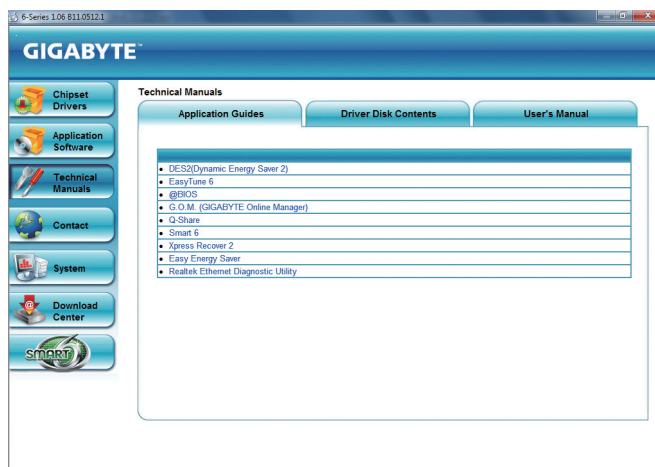 6-Series 1.06 B11.0512.1
GIGABYTE™
Chipset
Drivers
Application
Software
Technical
Manuals
Contact
System
Download
Center
SMART6
Technical Manuals
Application Guides
Driver Disk Contents
User's Manual
DES2(Dynamic Energy Saver 2)
EasyTune 6
@BIOS
G.O.M. (GIGABYTE Online Manager)
Q-Share
Smart 6
Xpress Recover 2
Easy Energy Saver
Realtek Ethernet Diagnostic Utility